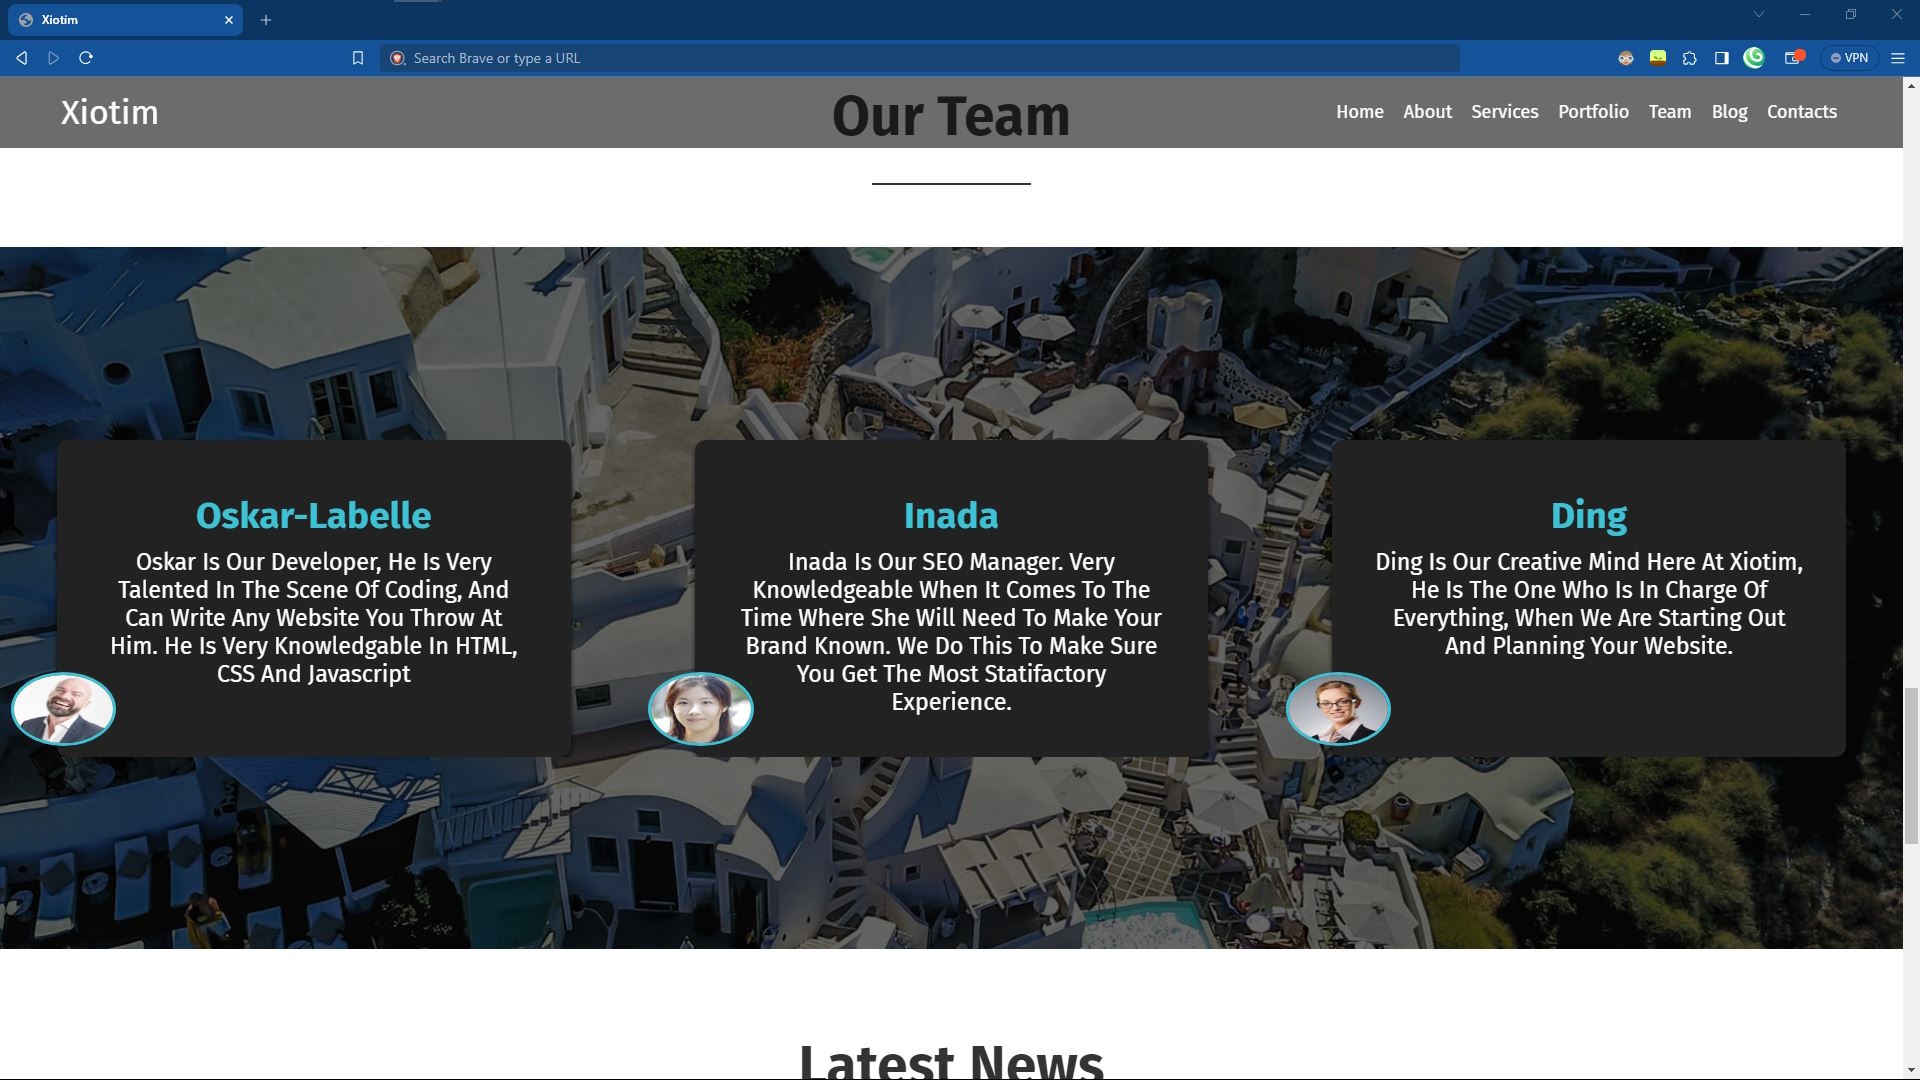 Xiotim
Search Brave or type a URL
VPN
Xiotim
Our Team
Home About Services Portfolio Team Blog Contacts
Oskar-Labelle
Oskar Is Our Developer, He Is Very
Talented In The Scene Of Coding, And
Can Write Any Website You Throw At
Him. He Is Very Knowledgable In HTML,
CSS And Javascript
Inada
Inada Is Our SEO Manager. Very
Knowledgeable When It Comes To The
Time Where She Will Need To Make Your
Brand Known. We Do This To Make Sure
You Get The Most Statifactory
Experience.
Ding
Ding Is Our Creative Mind Here At Xiotim,
He Is The One Who Is In Charge Of
Everything, When We Are Starting Out
And Planning Your Website.
Latest News